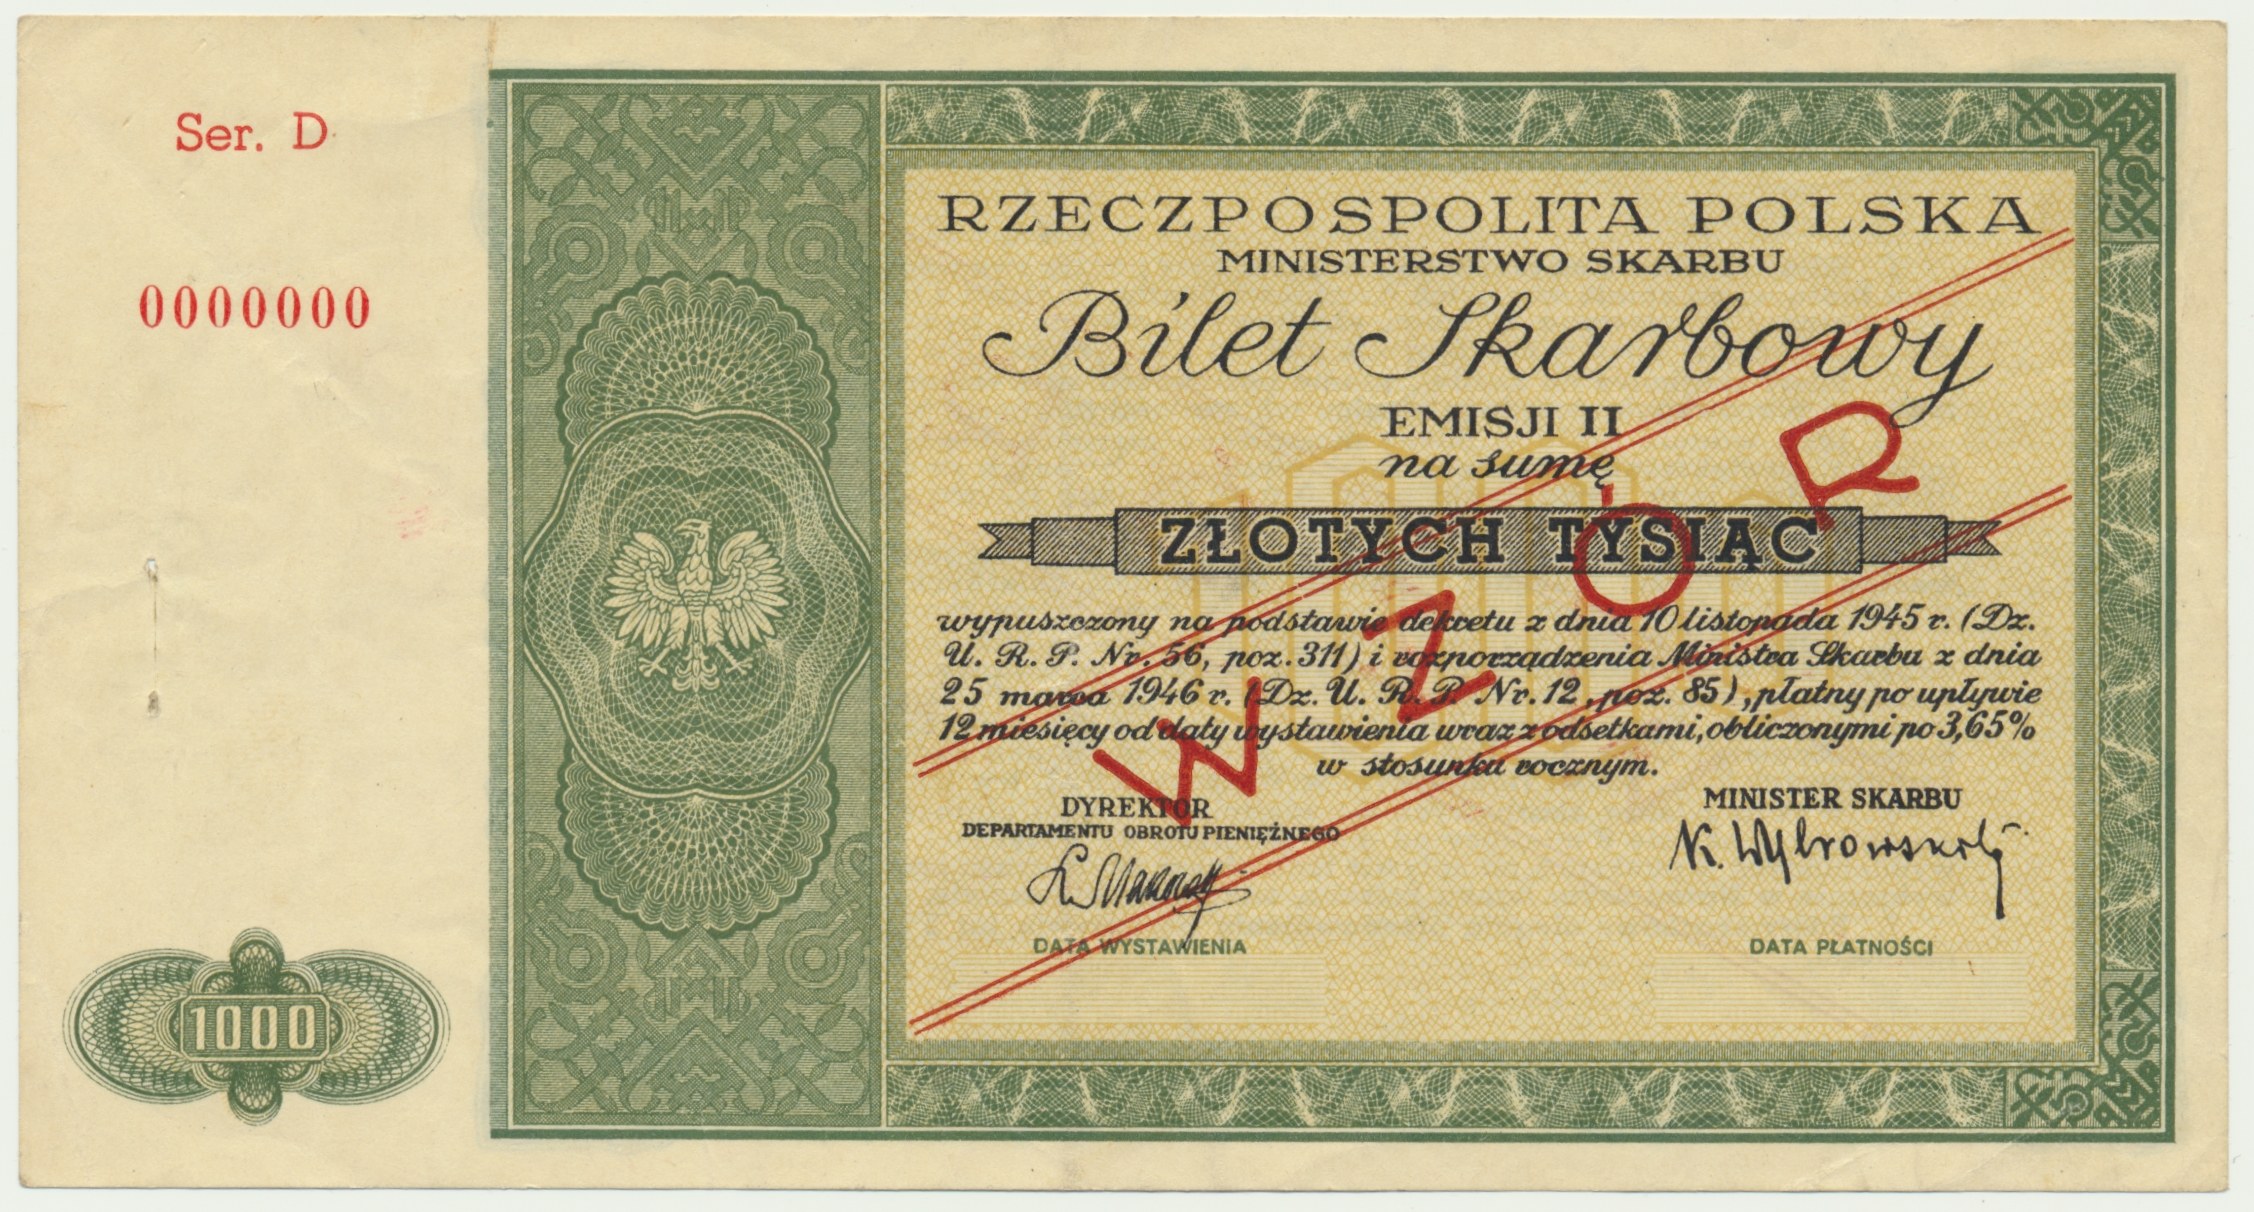 Ser. D
0000000
1000
RZECZPOSPOLITA POLSKA
MINISTERSTWO SKARBU
Bilet Skarbowy
EMISJI II
na sumę
ZŁOTYCH TYSIĄC
wypuszczony na podstawie dekretu z dnia 10 listopada 1945 r. (Dz.
U. R. P. Nr. 56, poz. 311) i rozporządzenia Ministra Skarbu z dnia
25 marca 1946 r. (Dz. U. R. P. Nr. 12, poz. 85), płatny po upływie
12 miesięcy od daty wystawienia wraz z odsetkami, obliczonymi po 3,65%
w stosunku rocznym.
WZÓR
DYREKTOR
DEPARTAMENTU OBROTU PIENIĘŻNEGO
MINISTER SKARBU
DATA WYSTAWIENIA
DATA PŁATNOŚCI